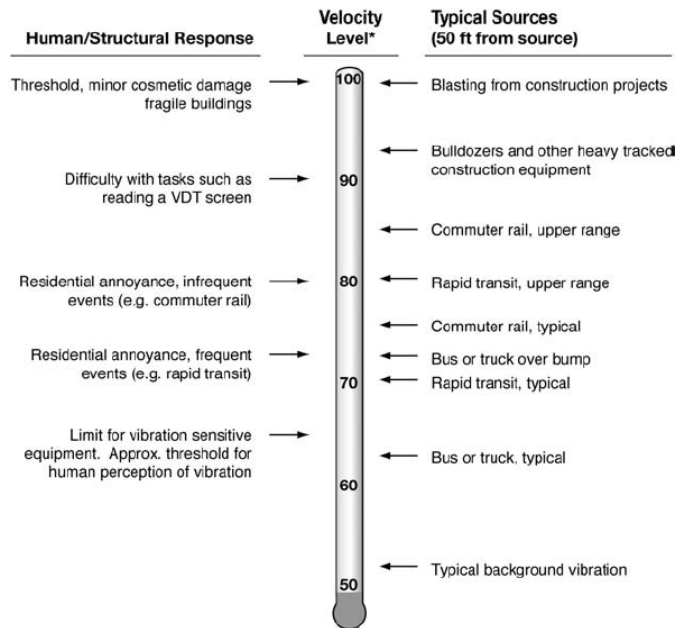 Human/Structural Response
Velocity
Level*
Typical Sources
(50 ft from source)
Threshold, minor cosmetic damage
fragile buildings
100
Blasting from construction projects
Bulldozers and other heavy tracked
construction equipment
Difficulty with tasks such as
reading a VDT screen
90
Commuter rail, upper range
Residential annoyance, infrequent
events (e.g. commuter rail)
80
Rapid transit, upper range
Commuter rail, typical
Residential annoyance, frequent
events (e.g. rapid transit)
Bus or truck over bump
70
Rapid transit, typical
Limit for vibration sensitive
equipment. Approx. threshold for
human perception of vibration
Bus or truck, typical
60
Typical background vibration
50